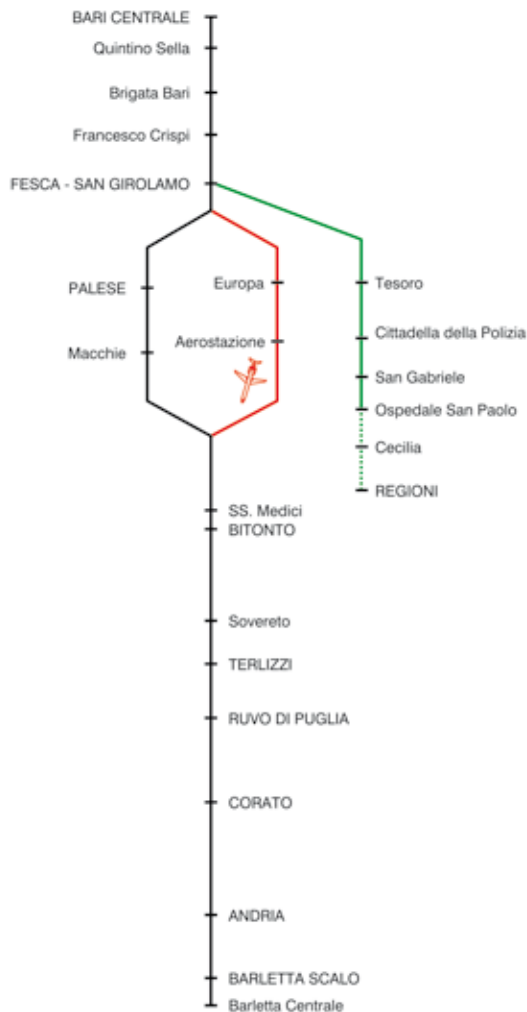 BARI CENTRALE
Quintino Sella
Brigata Bari
Francesco Crispi
FESCA - SAN GIROLAMO
PALESE
Macchie
Europa
Aerostazione
Tesoro
Cittadella della Polizia
San Gabriele
Ospedale San Paolo
Cecilia
REGIONI
SS. Medici
BITONTO
Sovereto
TERLIZZI
RUVO DI PUGLIA
CORATO
ANDRIA
BARLETTA SCALO
Barletta Centrale